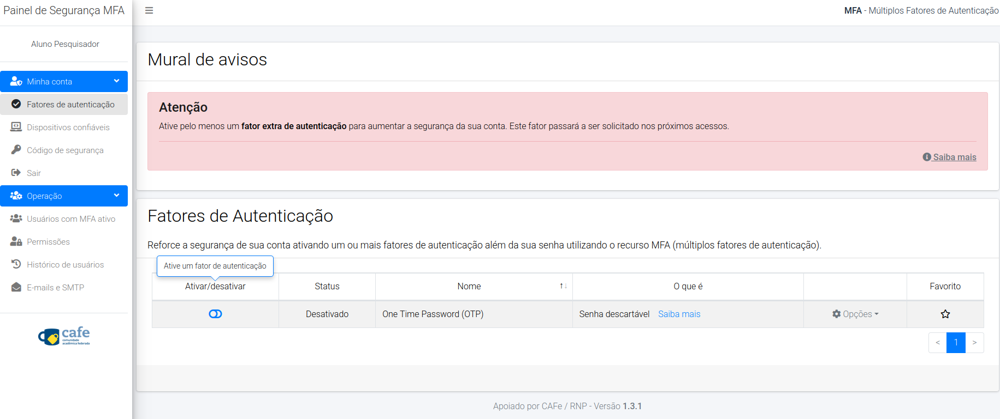 Painel de Segurança MFA
MFA - Múltiplos Fatores de Autenticação
Aluno Pesquisador
Minha conta
Fatores de autenticação
Dispositivos confiáveis
Código de segurança
Sair
Operação
Usuários com MFA ativo
Permissões
Histórico de usuários
E-mails e SMTP
cafe
comunidade
acadêmica federada
Mural de avisos
Atenção
Ative pelo menos um fator extra de autenticação para aumentar a segurança da sua conta. Este fator passará a ser solicitado nos próximos acessos.
Saiba mais
Fatores de Autenticação
Reforce a segurança de sua conta ativando um ou mais fatores de autenticação além da sua senha utilizando o recurso MFA (múltiplos fatores de autenticação).
Ative um fator de autenticação
Ativar/desativar Status Nome O que é Favorito
Desativado One Time Password (OTP) Senha descartável Saiba mais Opções
< 1 >
Apoiado por CAFe / RNP - Versão 1.3.1